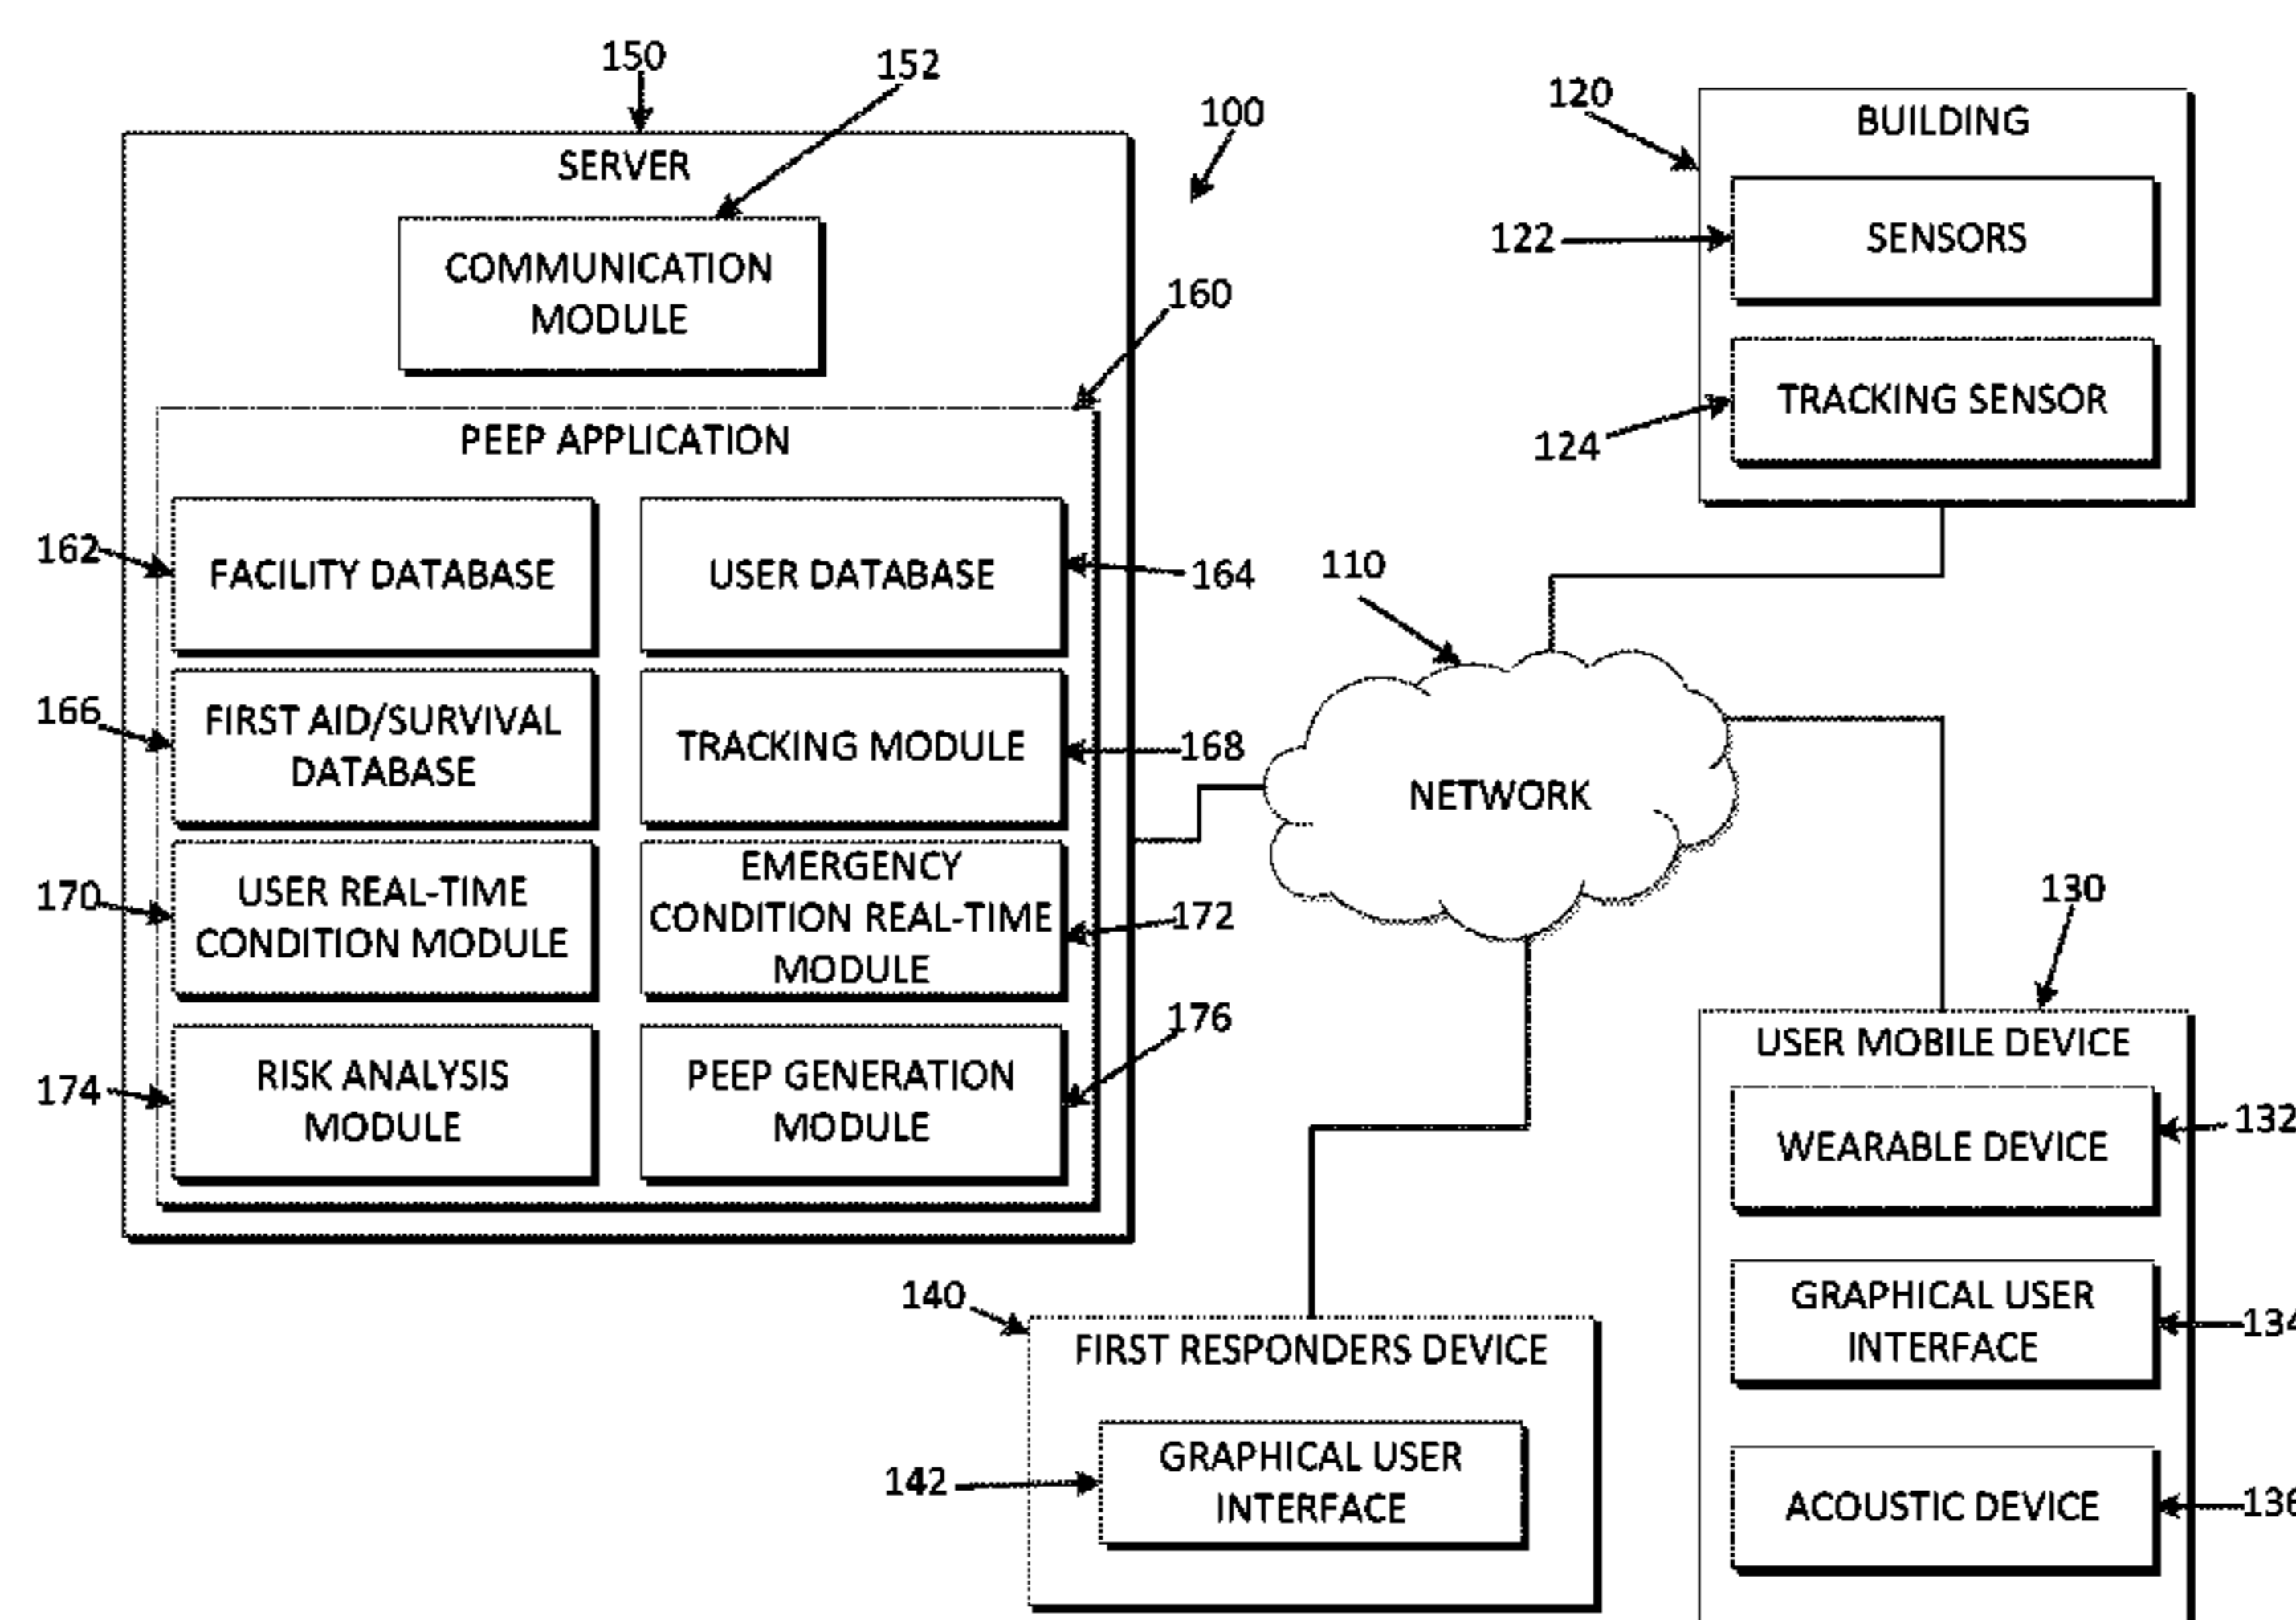 150
152
100
SERVER
COMMUNICATION
MODULE
160
PEEP APPLICATION
162
FACILITY DATABASE
USER DATABASE
164
166
FIRST AID/SURVIVAL
DATABASE
TRACKING MODULE
168
170
USER REAL-TIME
CONDITION MODULE
EMERGENCY
CONDITION REAL-TIME
MODULE
172
174
RISK ANALYSIS
MODULE
PEEP GENERATION
MODULE
176
120
BUILDING
122
SENSORS
124
TRACKING SENSOR
110
NETWORK
130
USER MOBILE DEVICE
WEARABLE DEVICE
132
GRAPHICAL USER
INTERFACE
134
ACOUSTIC DEVICE
136
140
FIRST RESPONDERS DEVICE
142
GRAPHICAL USER
INTERFACE